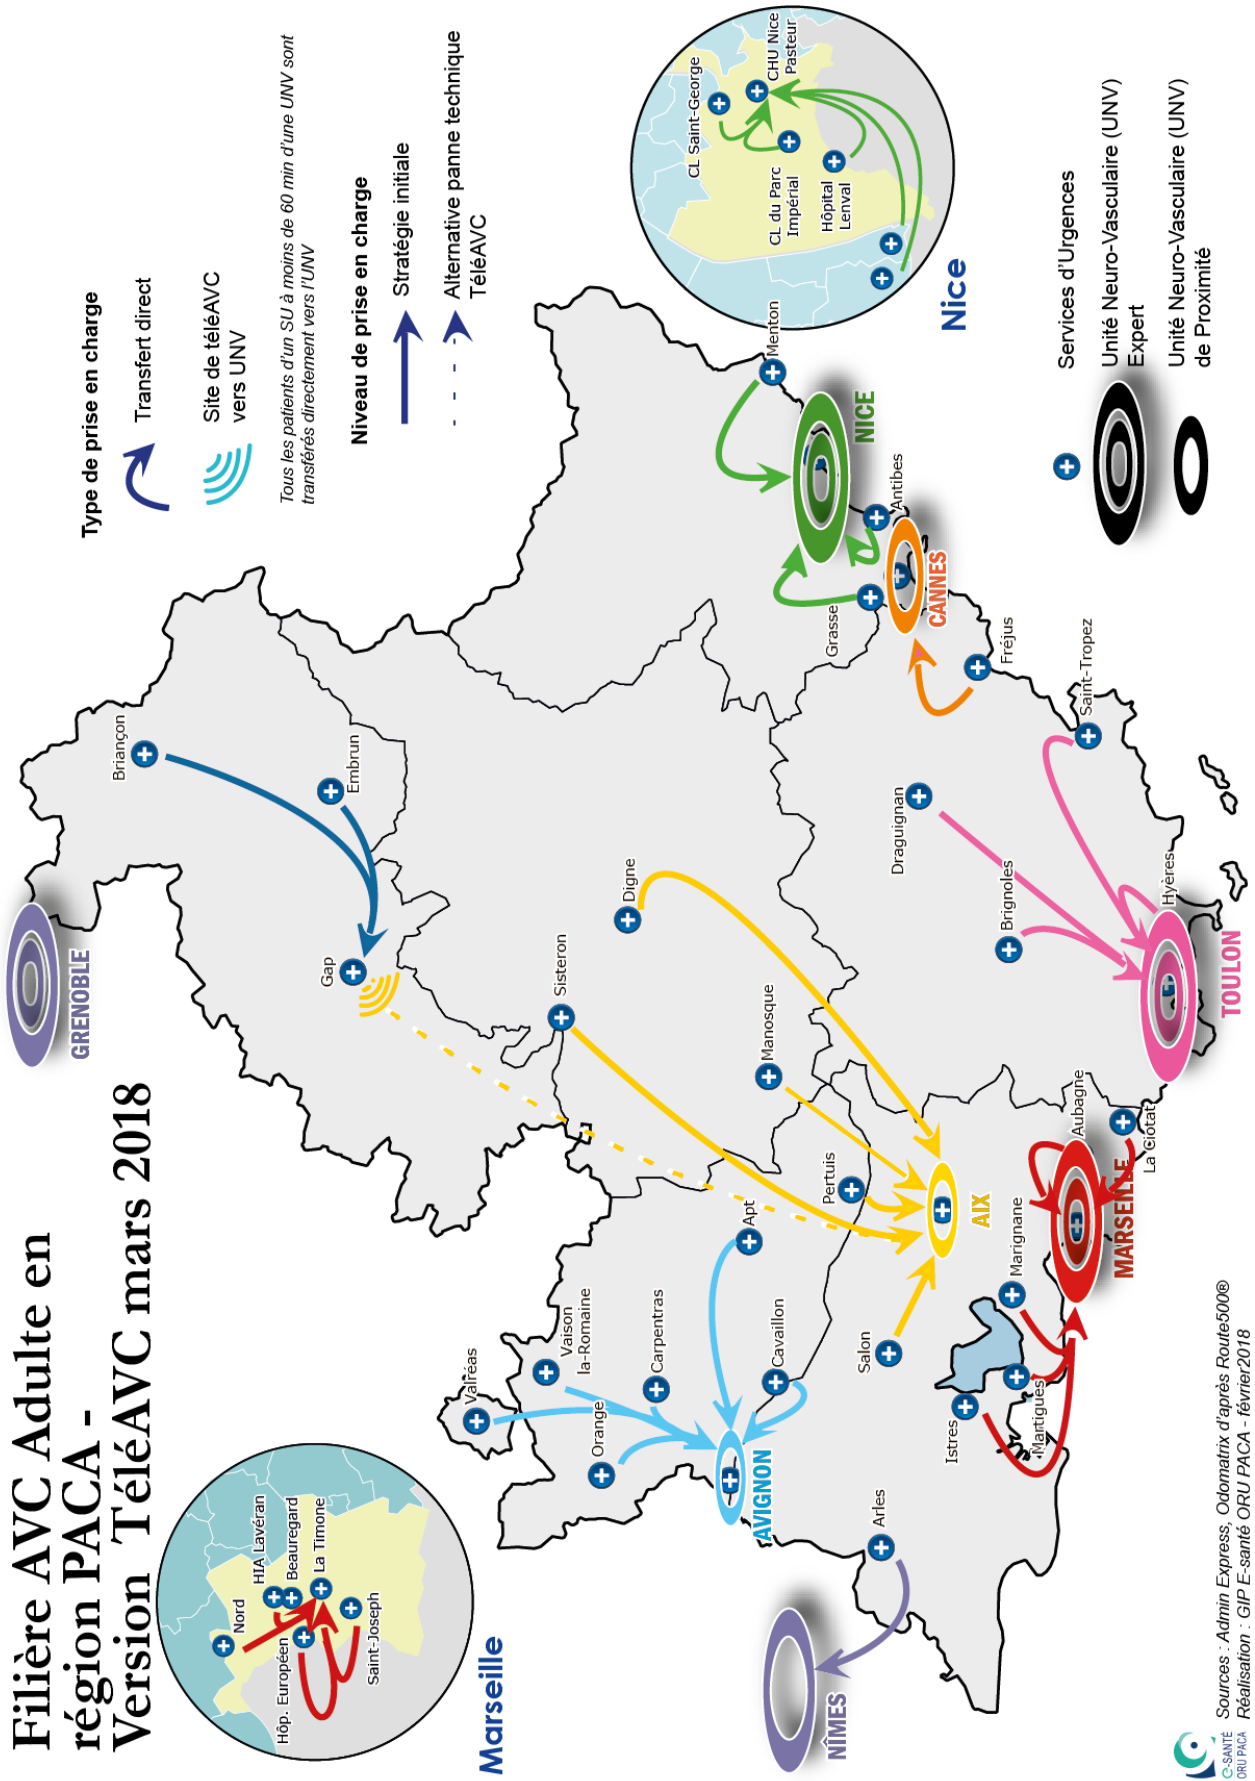 Filière AVC Adulte en
région PACA -
Version TéléAVC mars 2018
Type de prise en charge
Transfert direct
Site de téléAVC
vers UNV
Tous les patients d'un SU à moins de 60 min d'une UNV sont
transférés directement vers l'UNV
Niveau de prise en charge
Stratégie initiale
Alternative panne technique
TéléAVC
Nord
HIA Lavéran
Beauregard
La Timone
Hôp. Européen
Saint-Joseph
Marseille
CL Saint-George
CHU Nice
Pasteur
CL du Parc
Impérial
Hôpital
Lenval
Nice
GRENOBLE
Briançon
Embrun
Gap
Sisteron
Digne
Manosque
Valréas
Vaison
la-Romaine
Carpentras
Orange
Apt
Cavaillon
AVIGNON
Pertuis
Salon
AIX
Arles
NÎMES
Istres
Martigues
Marignane
MARSEILLE
Aubagne
La Ciotat
TOULON
Hyères
Brignoles
Draguignan
Saint-Tropez
Fréjus
CANNES
Grasse
Antibes
NICE
Menton
Services d'Urgences
Unité Neuro-Vasculaire (UNV)
Expert
Unité Neuro-Vasculaire (UNV)
de Proximité
e-SANTÉ
ORU PACA
Sources : Admin Express, Odomatrix d'après Route500®
Réalisation : GIP E-santé ORU PACA - février2018